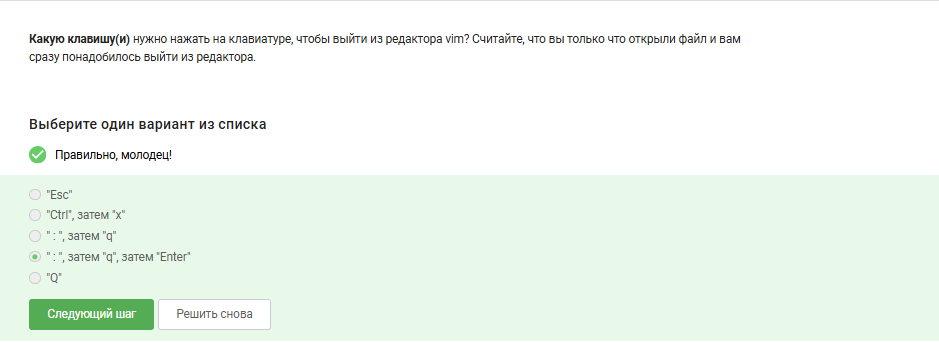 Какую клавишу(и) нужно нажать на клавиатуре, чтобы выйти из редактора vim? Считайте, что вы только что открыли файл и вам
сразу понадобилось выйти из редактора.
Выберите один вариант из списка
Правильно, молодец!
"Esc"
"Ctrl", затем "x"
" : ", затем "q"
" : ", затем "q", затем "Enter"
"Q"
Следующий шаг Решить снова